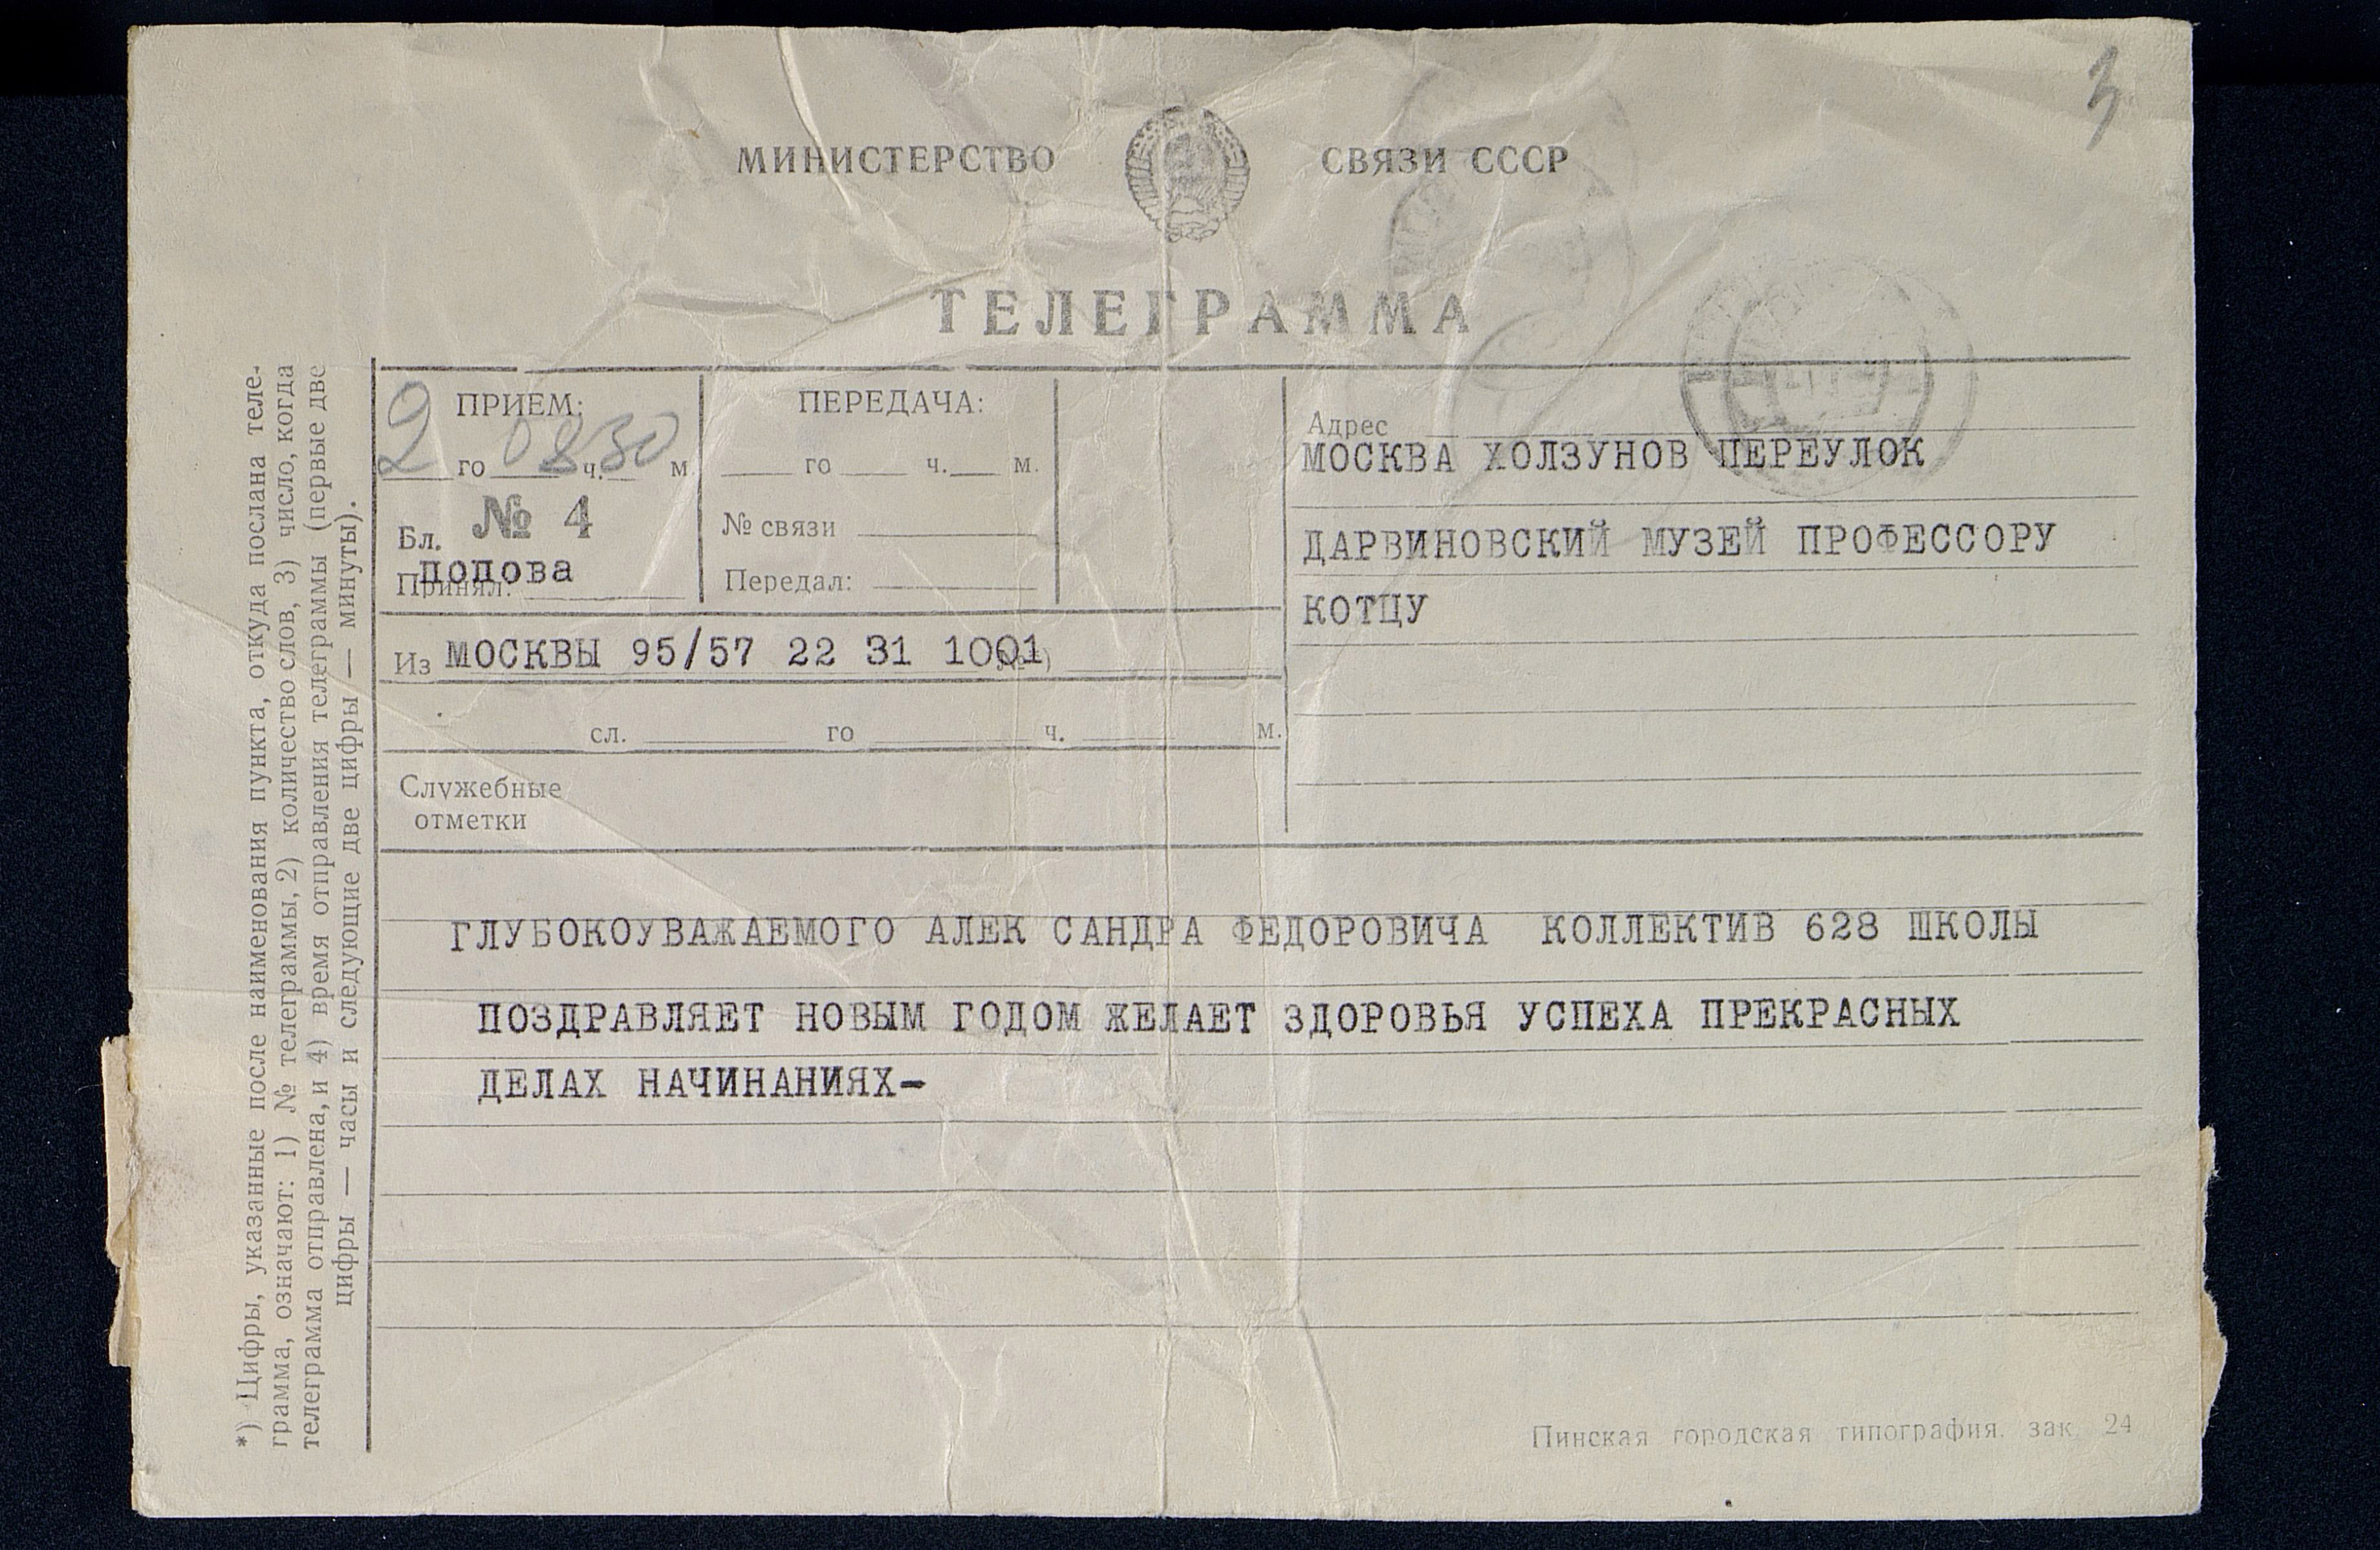 3
МИНИСТЕРСТВО СВЯЗИ СССР
ТЕЛЕГРАММА
ПРИЕМ:
2 го 08 ч. 30 м.
Бл. № 4
Принял: попова
ПЕРЕДАЧА:
го ч. м.
№ связи
Передал:
Адрес
МОСКВА ХОЛЗУНОВ ПЕРЕУЛОК
ДАРВИНОВСКИЙ МУЗЕЙ ПРОФЕССОРУ
КОТЦУ
Из МОСКВЫ 95/57 22 31 1001
сл. го ч. м.
Служебные
отметки
ГЛУБОКОУВАЖАЕМОГО АЛЕК САНДРА ФЕДОРОВИЧА КОЛЛЕКТИВ 628 ШКОЛЫ
ПОЗДРАВЛЯЕТ НОВЫМ ГОДОМ ЖЕЛАЕТ ЗДОРОВЬЯ УСПЕХА ПРЕКРАСНЫХ
ДЕЛАХ НАЧИНАНИЯХ-
*) Цифры, указанные после наименования пункта, откуда послана теле-
грамма, означают: 1) № телеграммы, 2) количество слов, 3) число, когда
телеграмма отправлена, и 4) время отправления телеграммы (первые две
цифры — часы и следующие две цифры — минуты).
Пинская городская типография. зак. 24